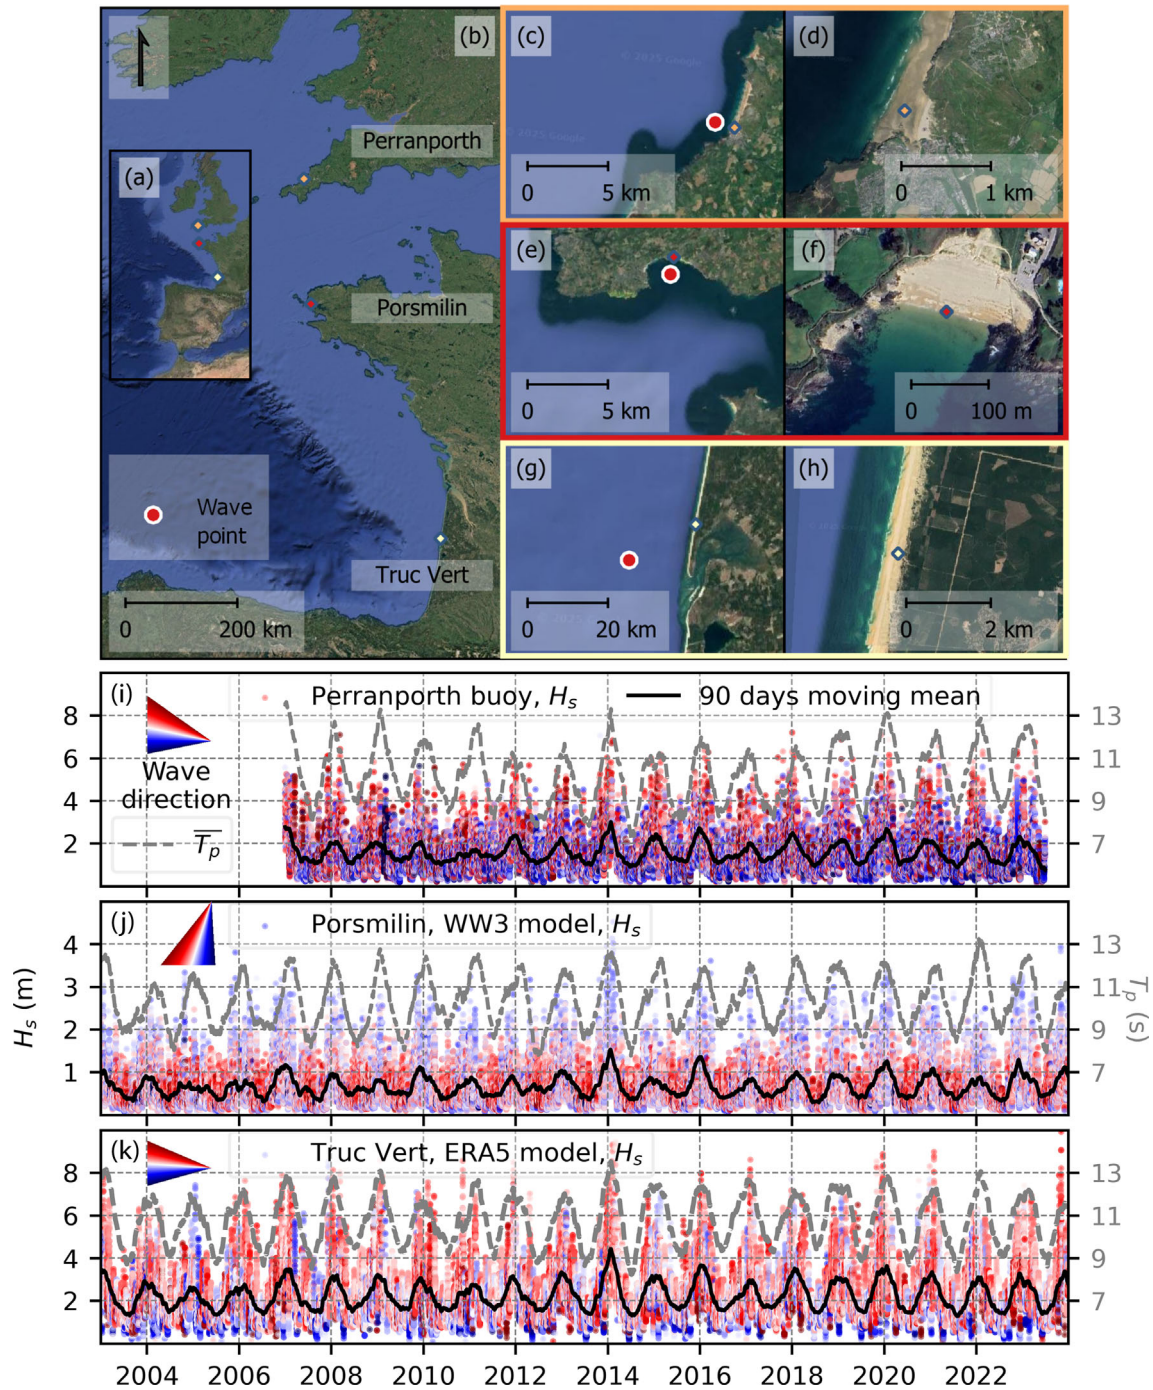 (b)
Perranporth
(a)
Porsmilin
Wave
point
Truc Vert
0 200 km
(c)
© 2025 Google
© 2025 Google
0 5 km
(d)
0 1 km
(e)
0 5 km
(f)
0 100 m
(g)
0 20 km
(h)
0 2 km
(i)
Perranporth buoy, Hs 90 days moving mean
Wave
direction
Tp
8
6
4
2
13
11
9
7
(j)
Porsmilin, WW3 model, Hs
4
3
2
1
13
11
9
7
Hs (m)
Tp (s)
(k)
Truc Vert, ERA5 model, Hs
8
6
4
2
13
11
9
7
2004 2006 2008 2010 2012 2014 2016 2018 2020 2022